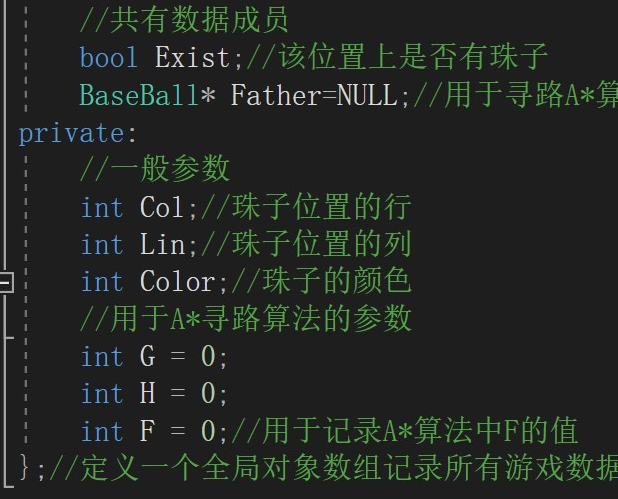 //共有数据成员
bool Exist;//该位置上是否有珠子
BaseBall* Father=NULL;//用于寻路A*算
private:
//一般参数
int Col;//珠子位置的行
int Lin;//珠子位置的列
int Color;//珠子的颜色
//用于A*寻路算法的参数
int G = 0;
int H = 0;
int F = 0;//用于记录A*算法中F的值
};//定义一个全局对象数组记录所有游戏数据